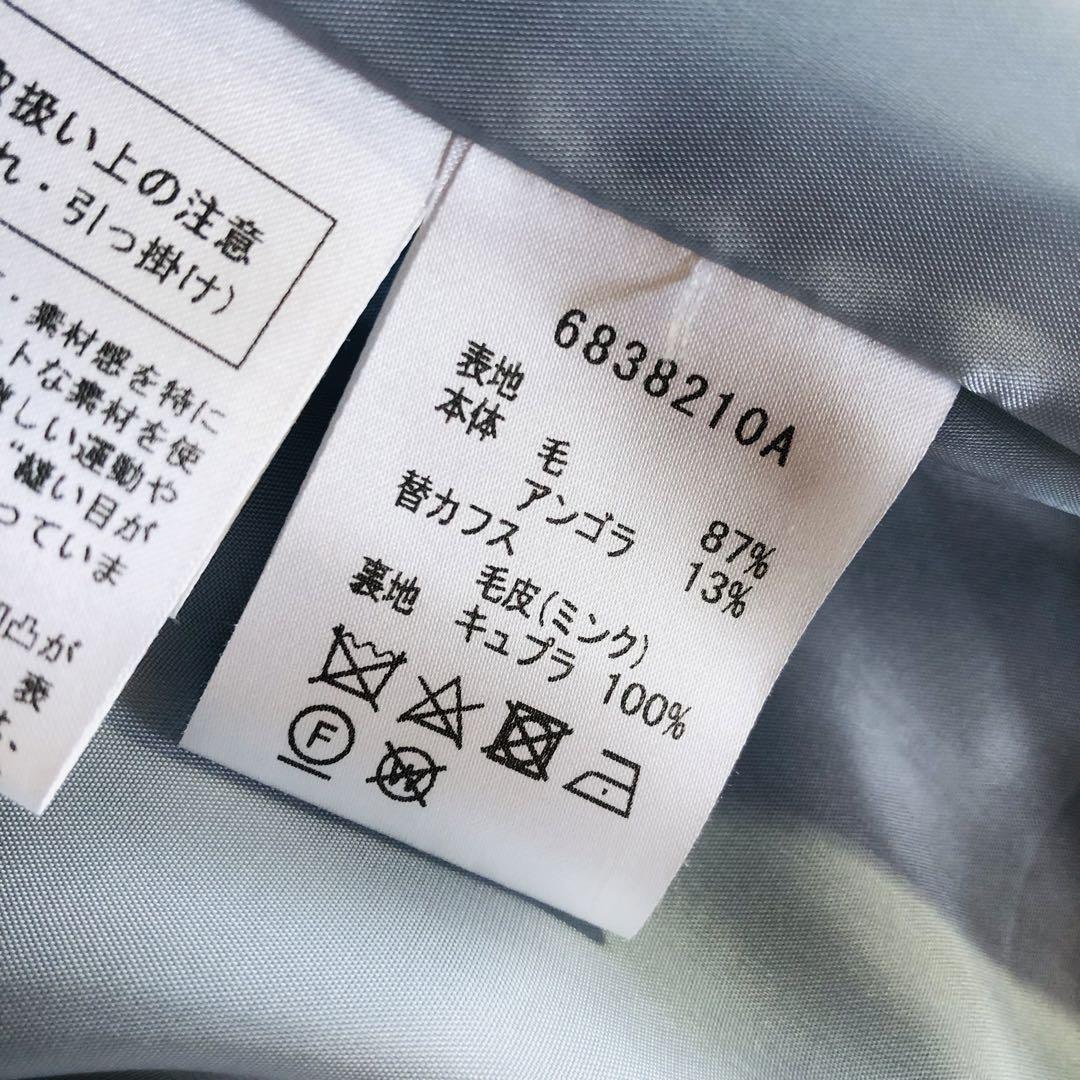 取扱い上の注意
れ・引っ掛け)
・素材感を特に
トな素材を使
激しい運動や
“縫い目が
っていま
凹凸が
表
6838210A
表地
本体
毛 87%
アンゴラ 13%
替カフス
毛皮(ミンク)
裏地 キュプラ 100%
F
W